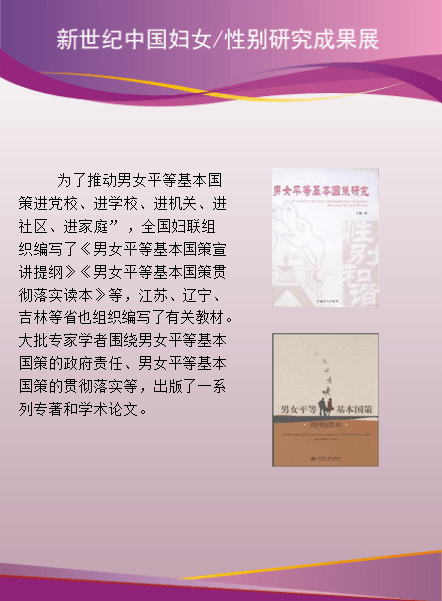 新世纪中国妇女/性别研究成果展
为了推动男女平等基本国
策进党校、进学校、进机关、进
社区、进家庭”,全国妇联组
织编写了《男女平等基本国策宣
讲提纲》《男女平等基本国策贯
彻落实读本》等,江苏、辽宁、
吉林等省也组织编写了有关教材。
大批专家学者围绕男女平等基本
国策的政府责任、男女平等基本
国策的贯彻落实等,出版了一系
列专著和学术论文。
男女平等基本国策研究
性别和谐
男女平等 基本国策